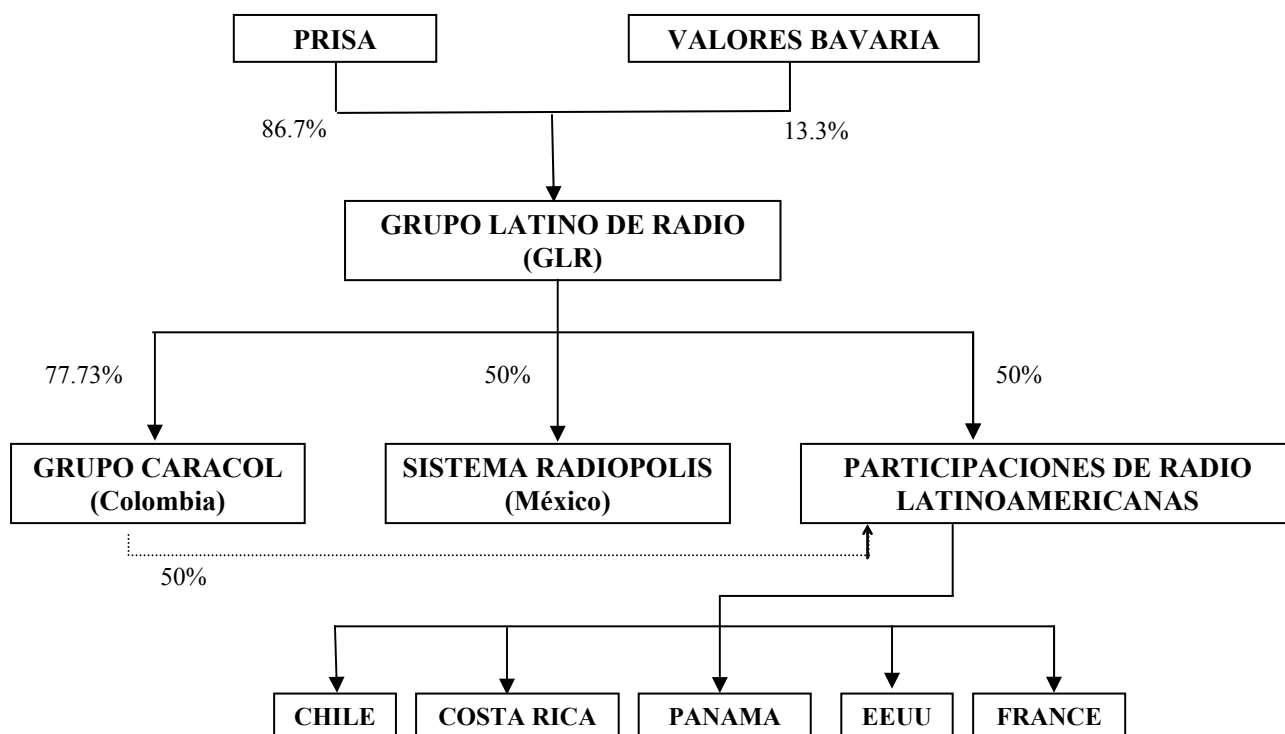 PRISA
VALORES BAVARIA
86.7%
13.3%
GRUPO LATINO DE RADIO
(GLR)
77.73%
50%
50%
GRUPO CARACOL
(Colombia)
SISTEMA RADIOPOLIS
(México)
PARTICIPACIONES DE RADIO
LATINOAMERICANAS
50%
CHILE
COSTA RICA
PANAMA
EEUU
FRANCE